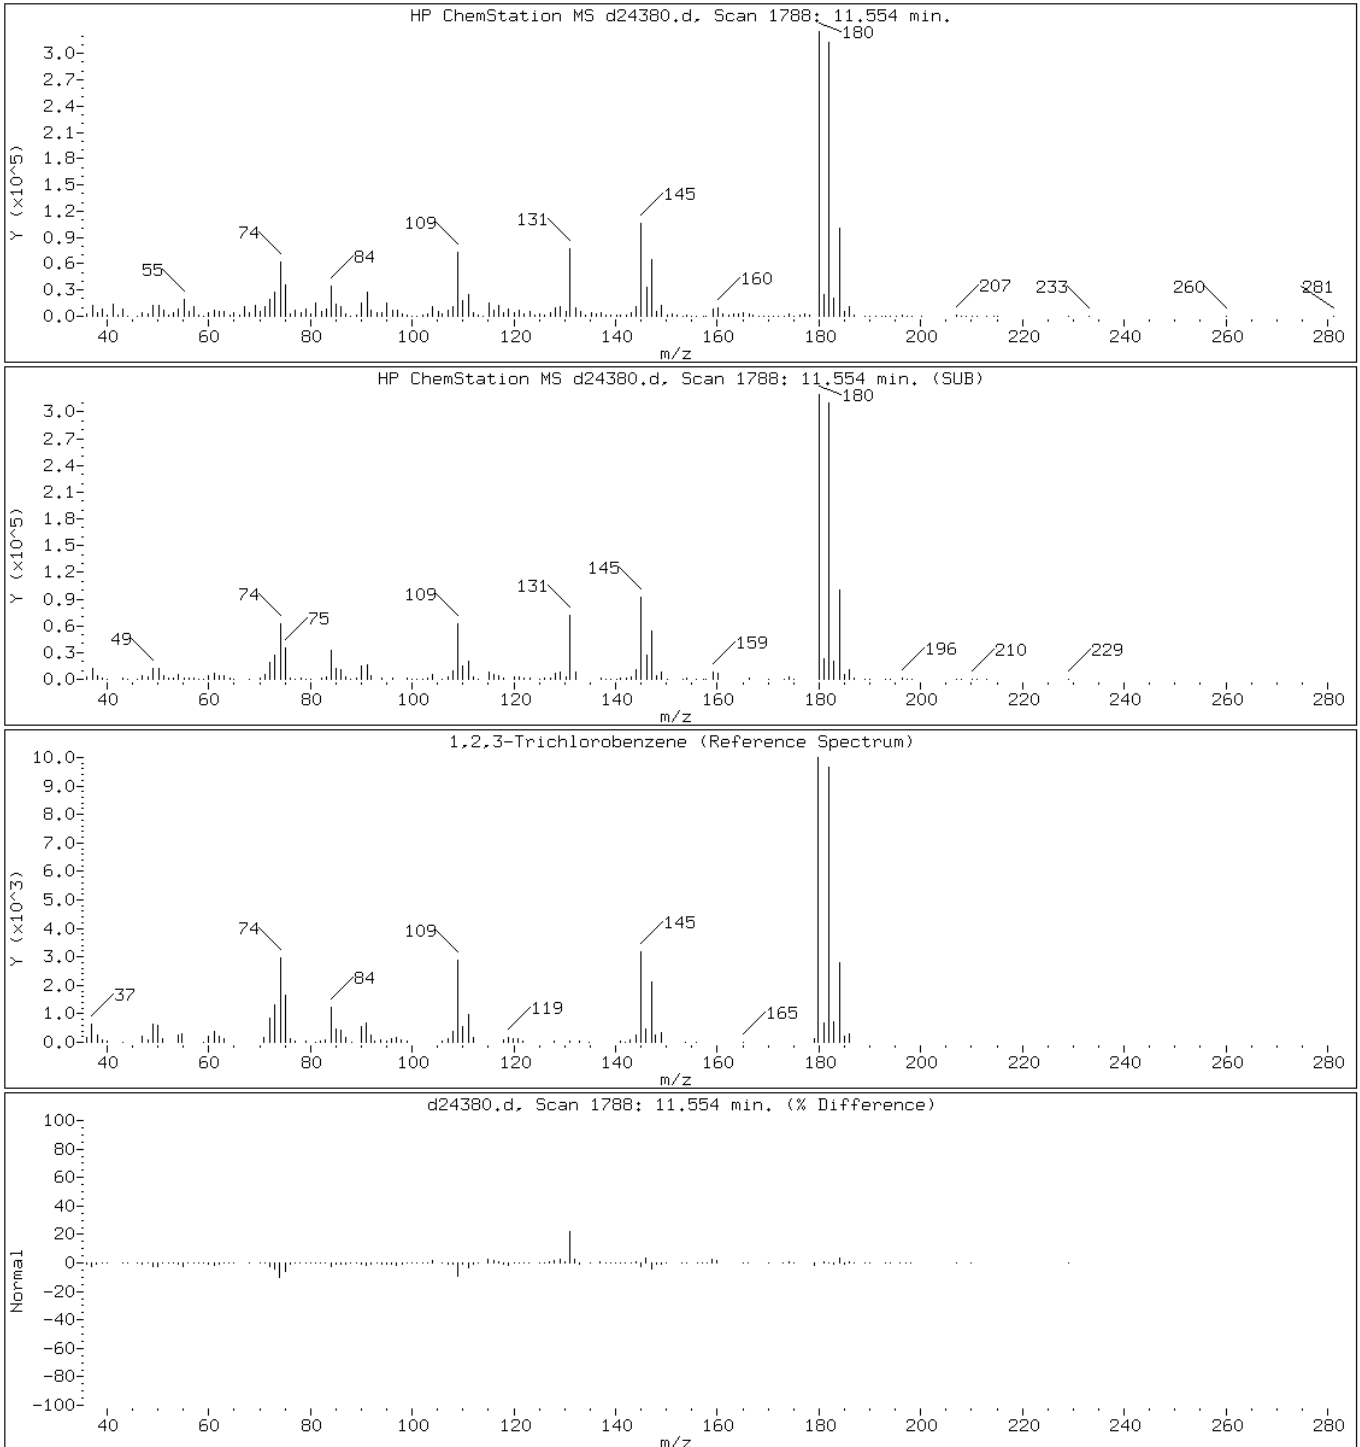 HP ChemStation MS d24380.d, Scan 1788: 11.554 min.
Y (x10^5)
3.0
2.7
2.4
2.1
1.8
1.5
1.2
0.9
0.6
0.3
0.0
55 74 84 109 131 145 160 180 207 233 260 281
40 60 80 100 120 140 160 180 200 220 240 260 280
m/z
HP ChemStation MS d24380.d, Scan 1788: 11.554 min. (SUB)
Y (x10^5)
3.0
2.7
2.4
2.1
1.8
1.5
1.2
0.9
0.6
0.3
0.0
49 74 75 109 131 145 159 180 196 210 229
40 60 80 100 120 140 160 180 200 220 240 260 280
m/z
1,2,3-Trichlorobenzene (Reference Spectrum)
Y (x10^3)
10.0
9.0
8.0
7.0
6.0
5.0
4.0
3.0
2.0
1.0
0.0
37 74 84 109 119 145 165
40 60 80 100 120 140 160 180 200 220 240 260 280
m/z
d24380.d, Scan 1788: 11.554 min. (% Difference)
Normal
100
80
60
40
20
0
-20
-40
-60
-80
-100
40 60 80 100 120 140 160 180 200 220 240 260 280
m/z